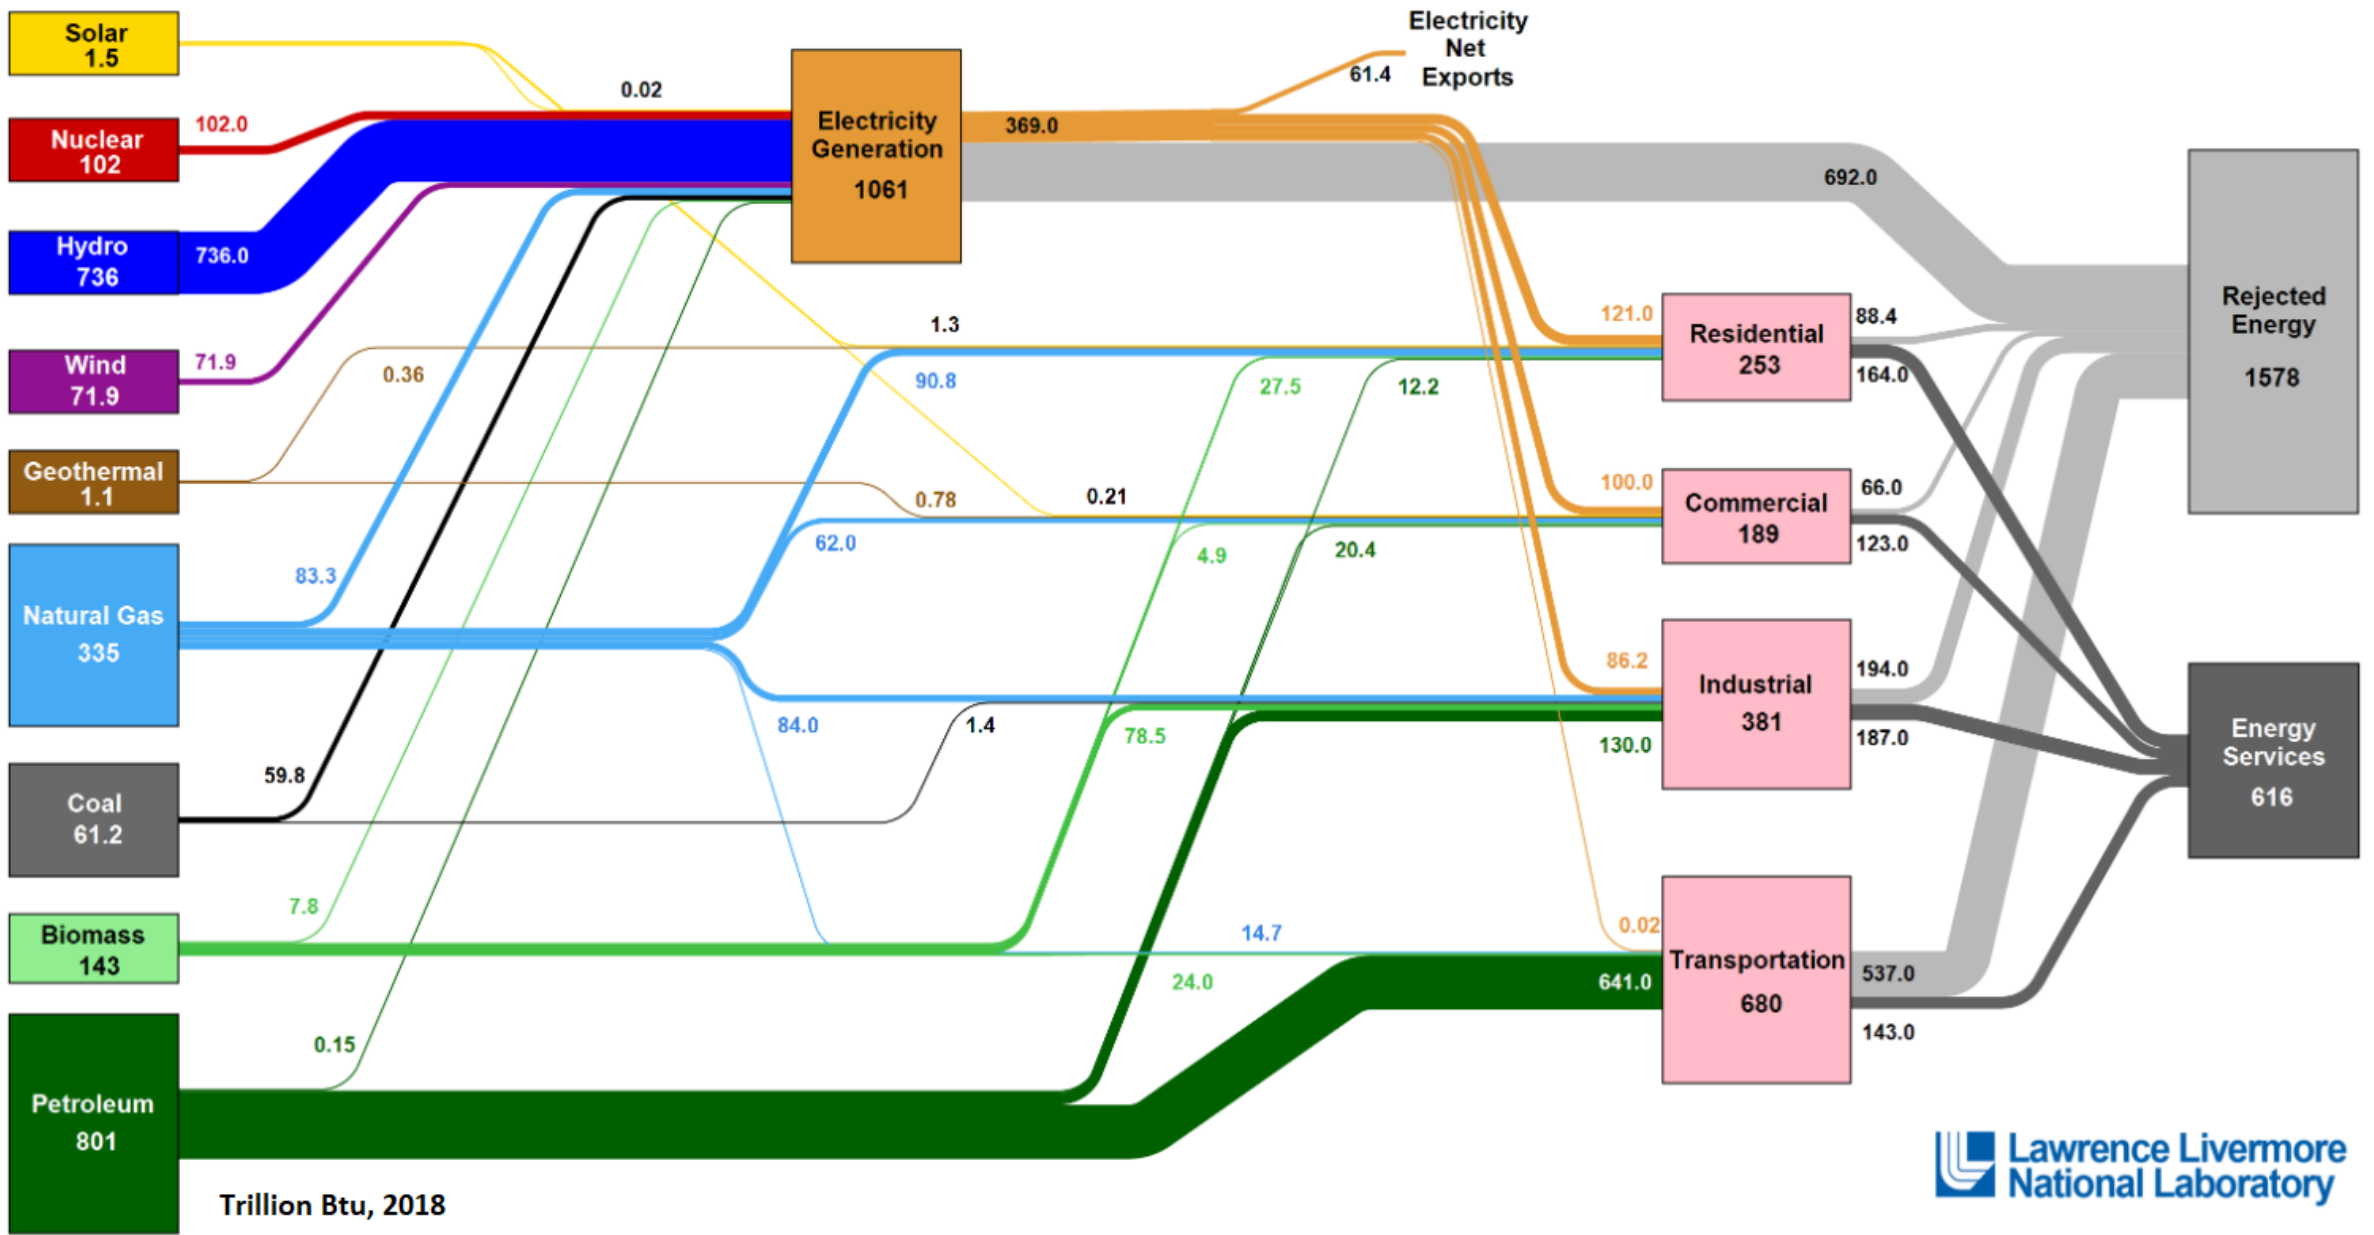 Solar
1.5
Nuclear
102
Hydro
736
Wind
71.9
Geothermal
1.1
Natural Gas
335
Coal
61.2
Biomass
143
Petroleum
801
102.0
736.0
71.9
0.36
83.3
59.8
7.8
0.15
0.02
Electricity
Generation
1061
369.0
Electricity
Net
Exports
61.4
692.0
1.3
90.8
27.5
12.2
0.78
0.21
62.0
4.9
20.4
84.0
1.4
78.5
14.7
24.0
121.0
100.0
86.2
130.0
0.02
641.0
Residential
253
Commercial
189
Industrial
381
Transportation
680
88.4
164.0
66.0
123.0
194.0
187.0
537.0
143.0
Rejected
Energy
1578
Energy
Services
616
Trillion Btu, 2018
Lawrence Livermore
National Laboratory